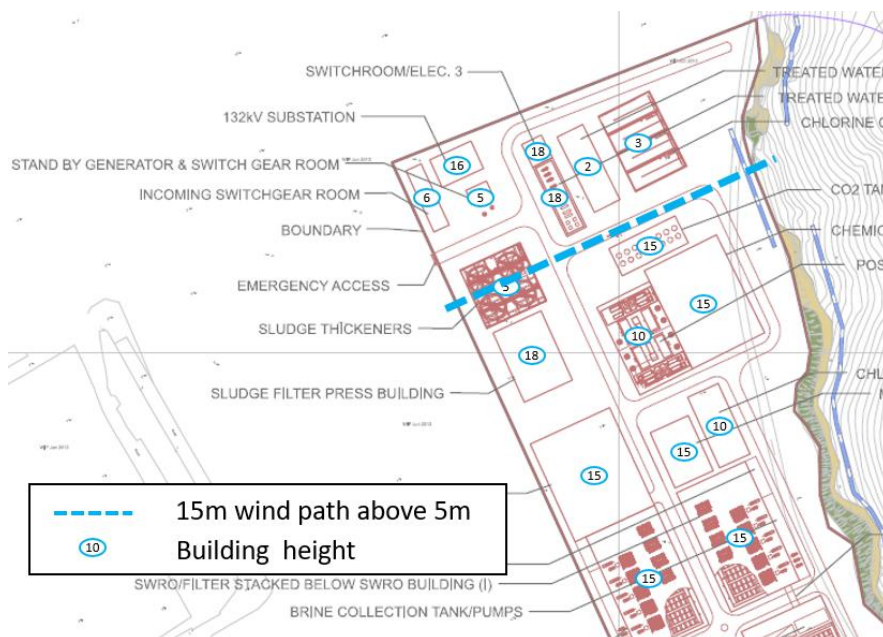 SWITCHROOM/ELEC. 3
TREATED WATER
132kV SUBSTATION
TREATED WATE
CHLORINE
STAND BY GENERATOR & SWITCH GEAR ROOM
INCOMING SWITCHGEAR ROOM
CO2 TAN
BOUNDARY
CHEMIC
EMERGENCY ACCESS
POS
SLUDGE THICKENERS
SLUDGE FILTER PRESS BUILDING
CHL
16
18
2
3
6
5
18
15
5
15
10
18
10
15
15
15m wind path above 5m
10
Building height
15
15
SWRO/FILTER STACKED BELOW SWRO BUILDING (I)
BRINE COLLECTION TANK/PUMPS